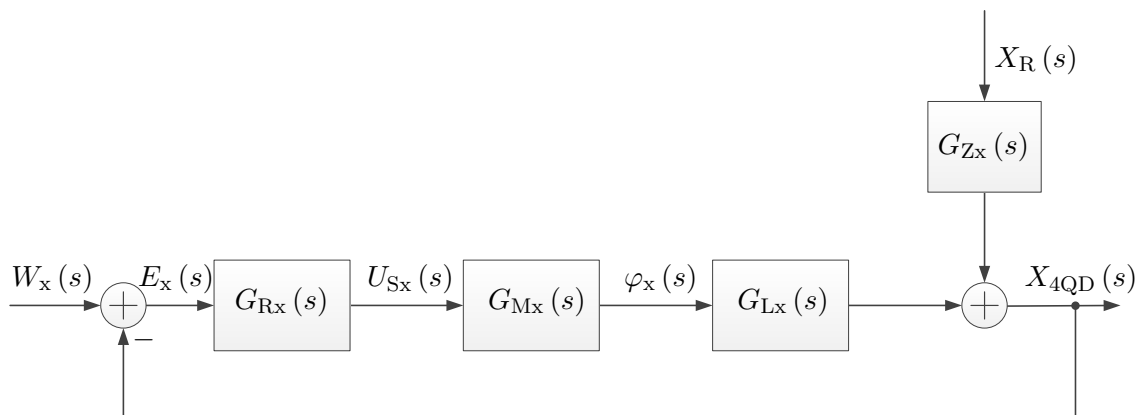 X_R (s)
G_Zx (s)
W_x (s)
E_x (s)
G_Rx (s)
U_Sx (s)
G_Mx (s)
φ_x (s)
G_Lx (s)
X_4QD (s)
+
+
−